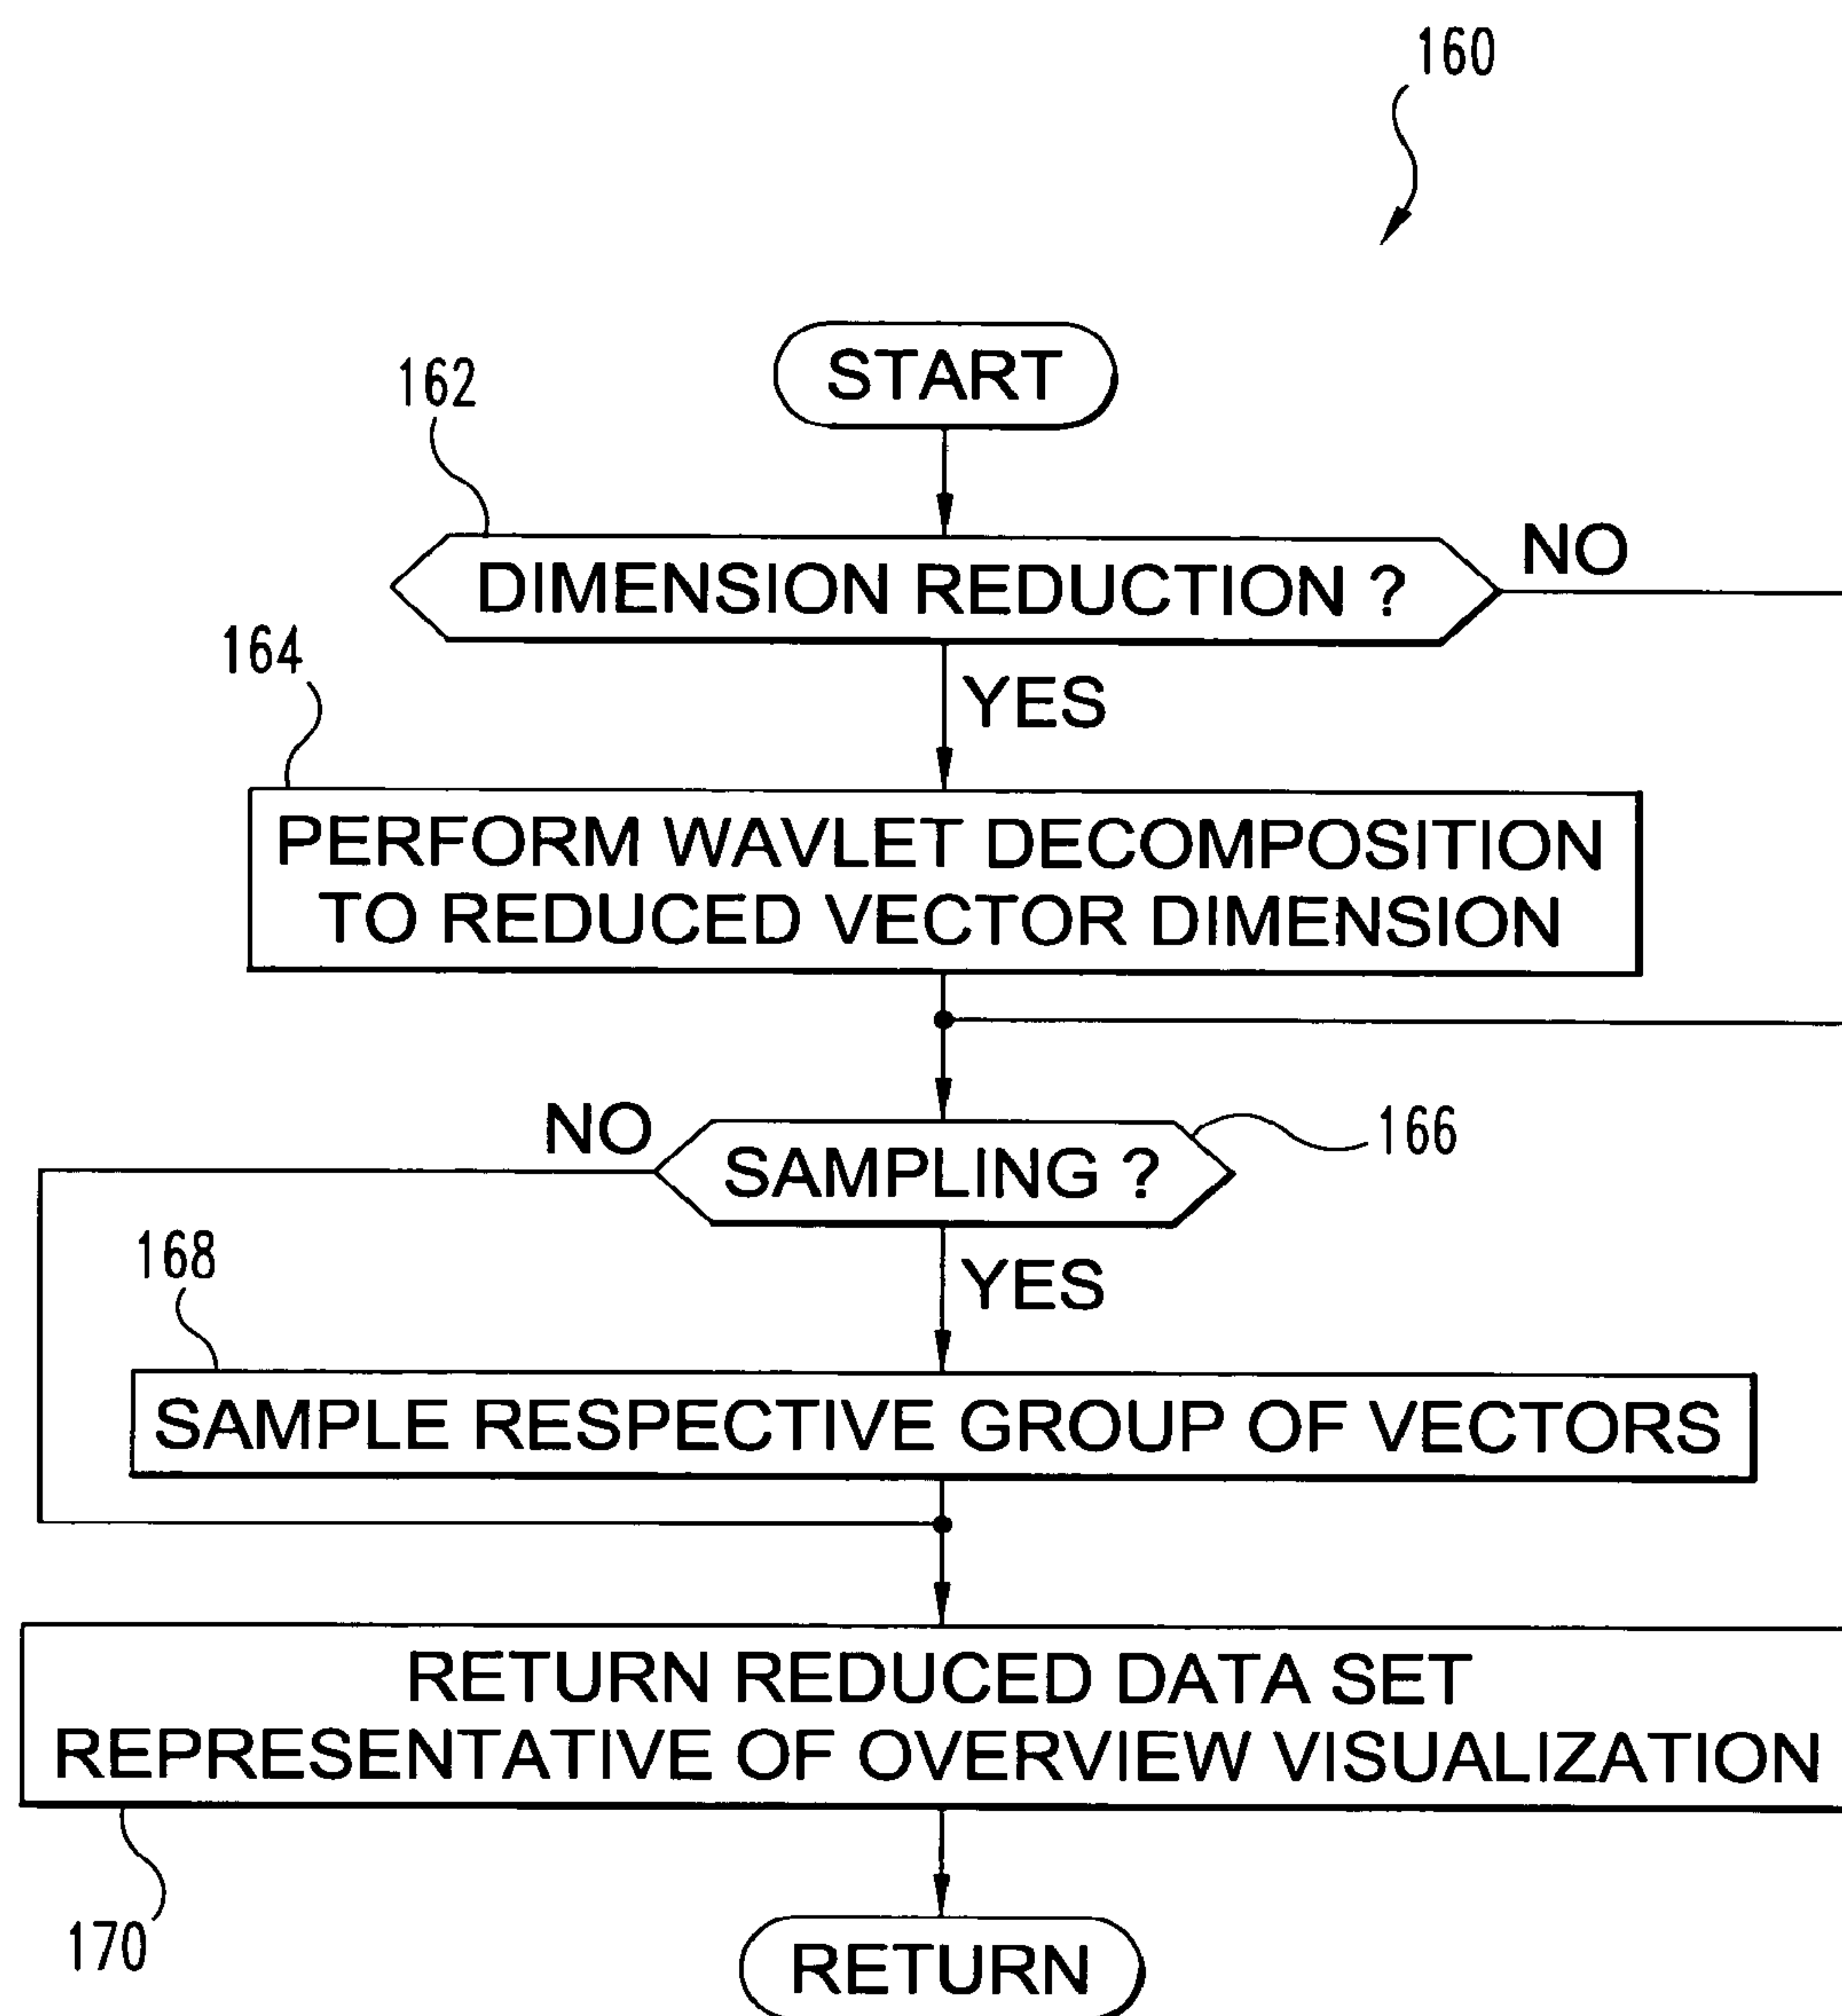 160
START
162
DIMENSION REDUCTION ?
NO
164
YES
PERFORM WAVLET DECOMPOSITION
TO REDUCED VECTOR DIMENSION
NO
SAMPLING ?
166
168
YES
SAMPLE RESPECTIVE GROUP OF VECTORS
RETURN REDUCED DATA SET
REPRESENTATIVE OF OVERVIEW VISUALIZATION
170
RETURN